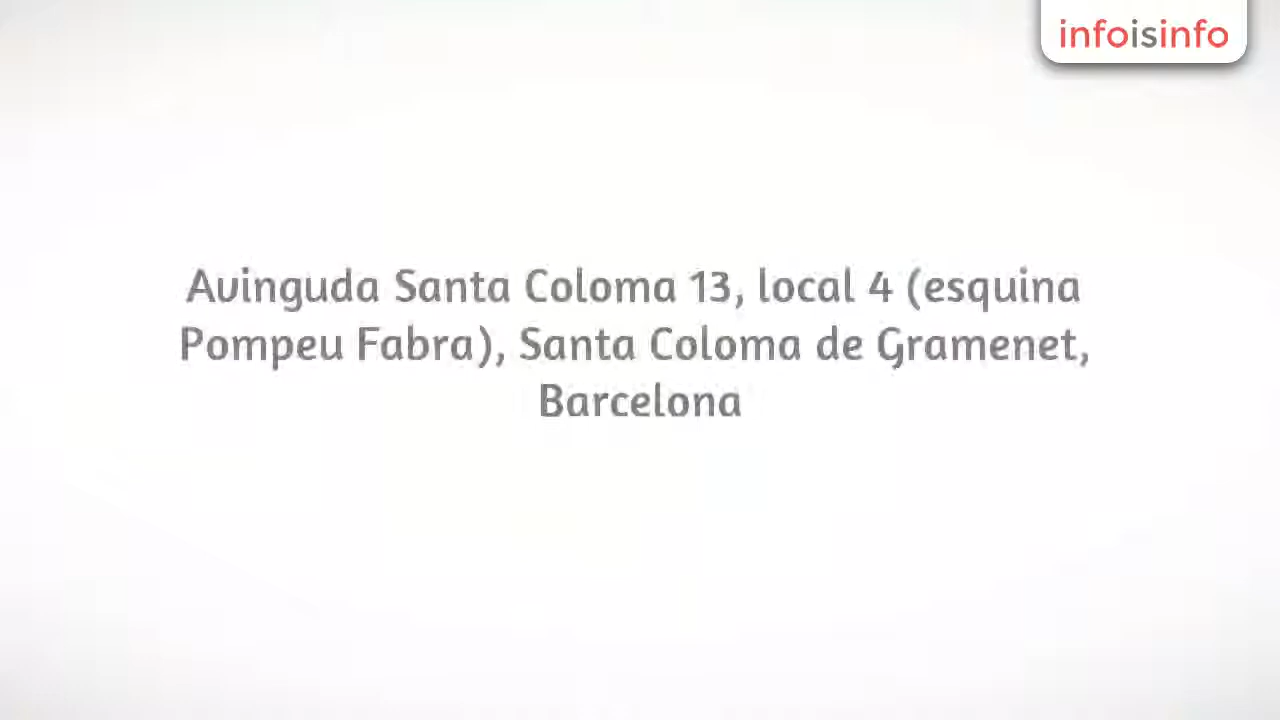 infoisinfo
Avinguda Santa Coloma 13, local 4 (esquina
Pompeu Fabra), Santa Coloma de Gramenet,
Barcelona